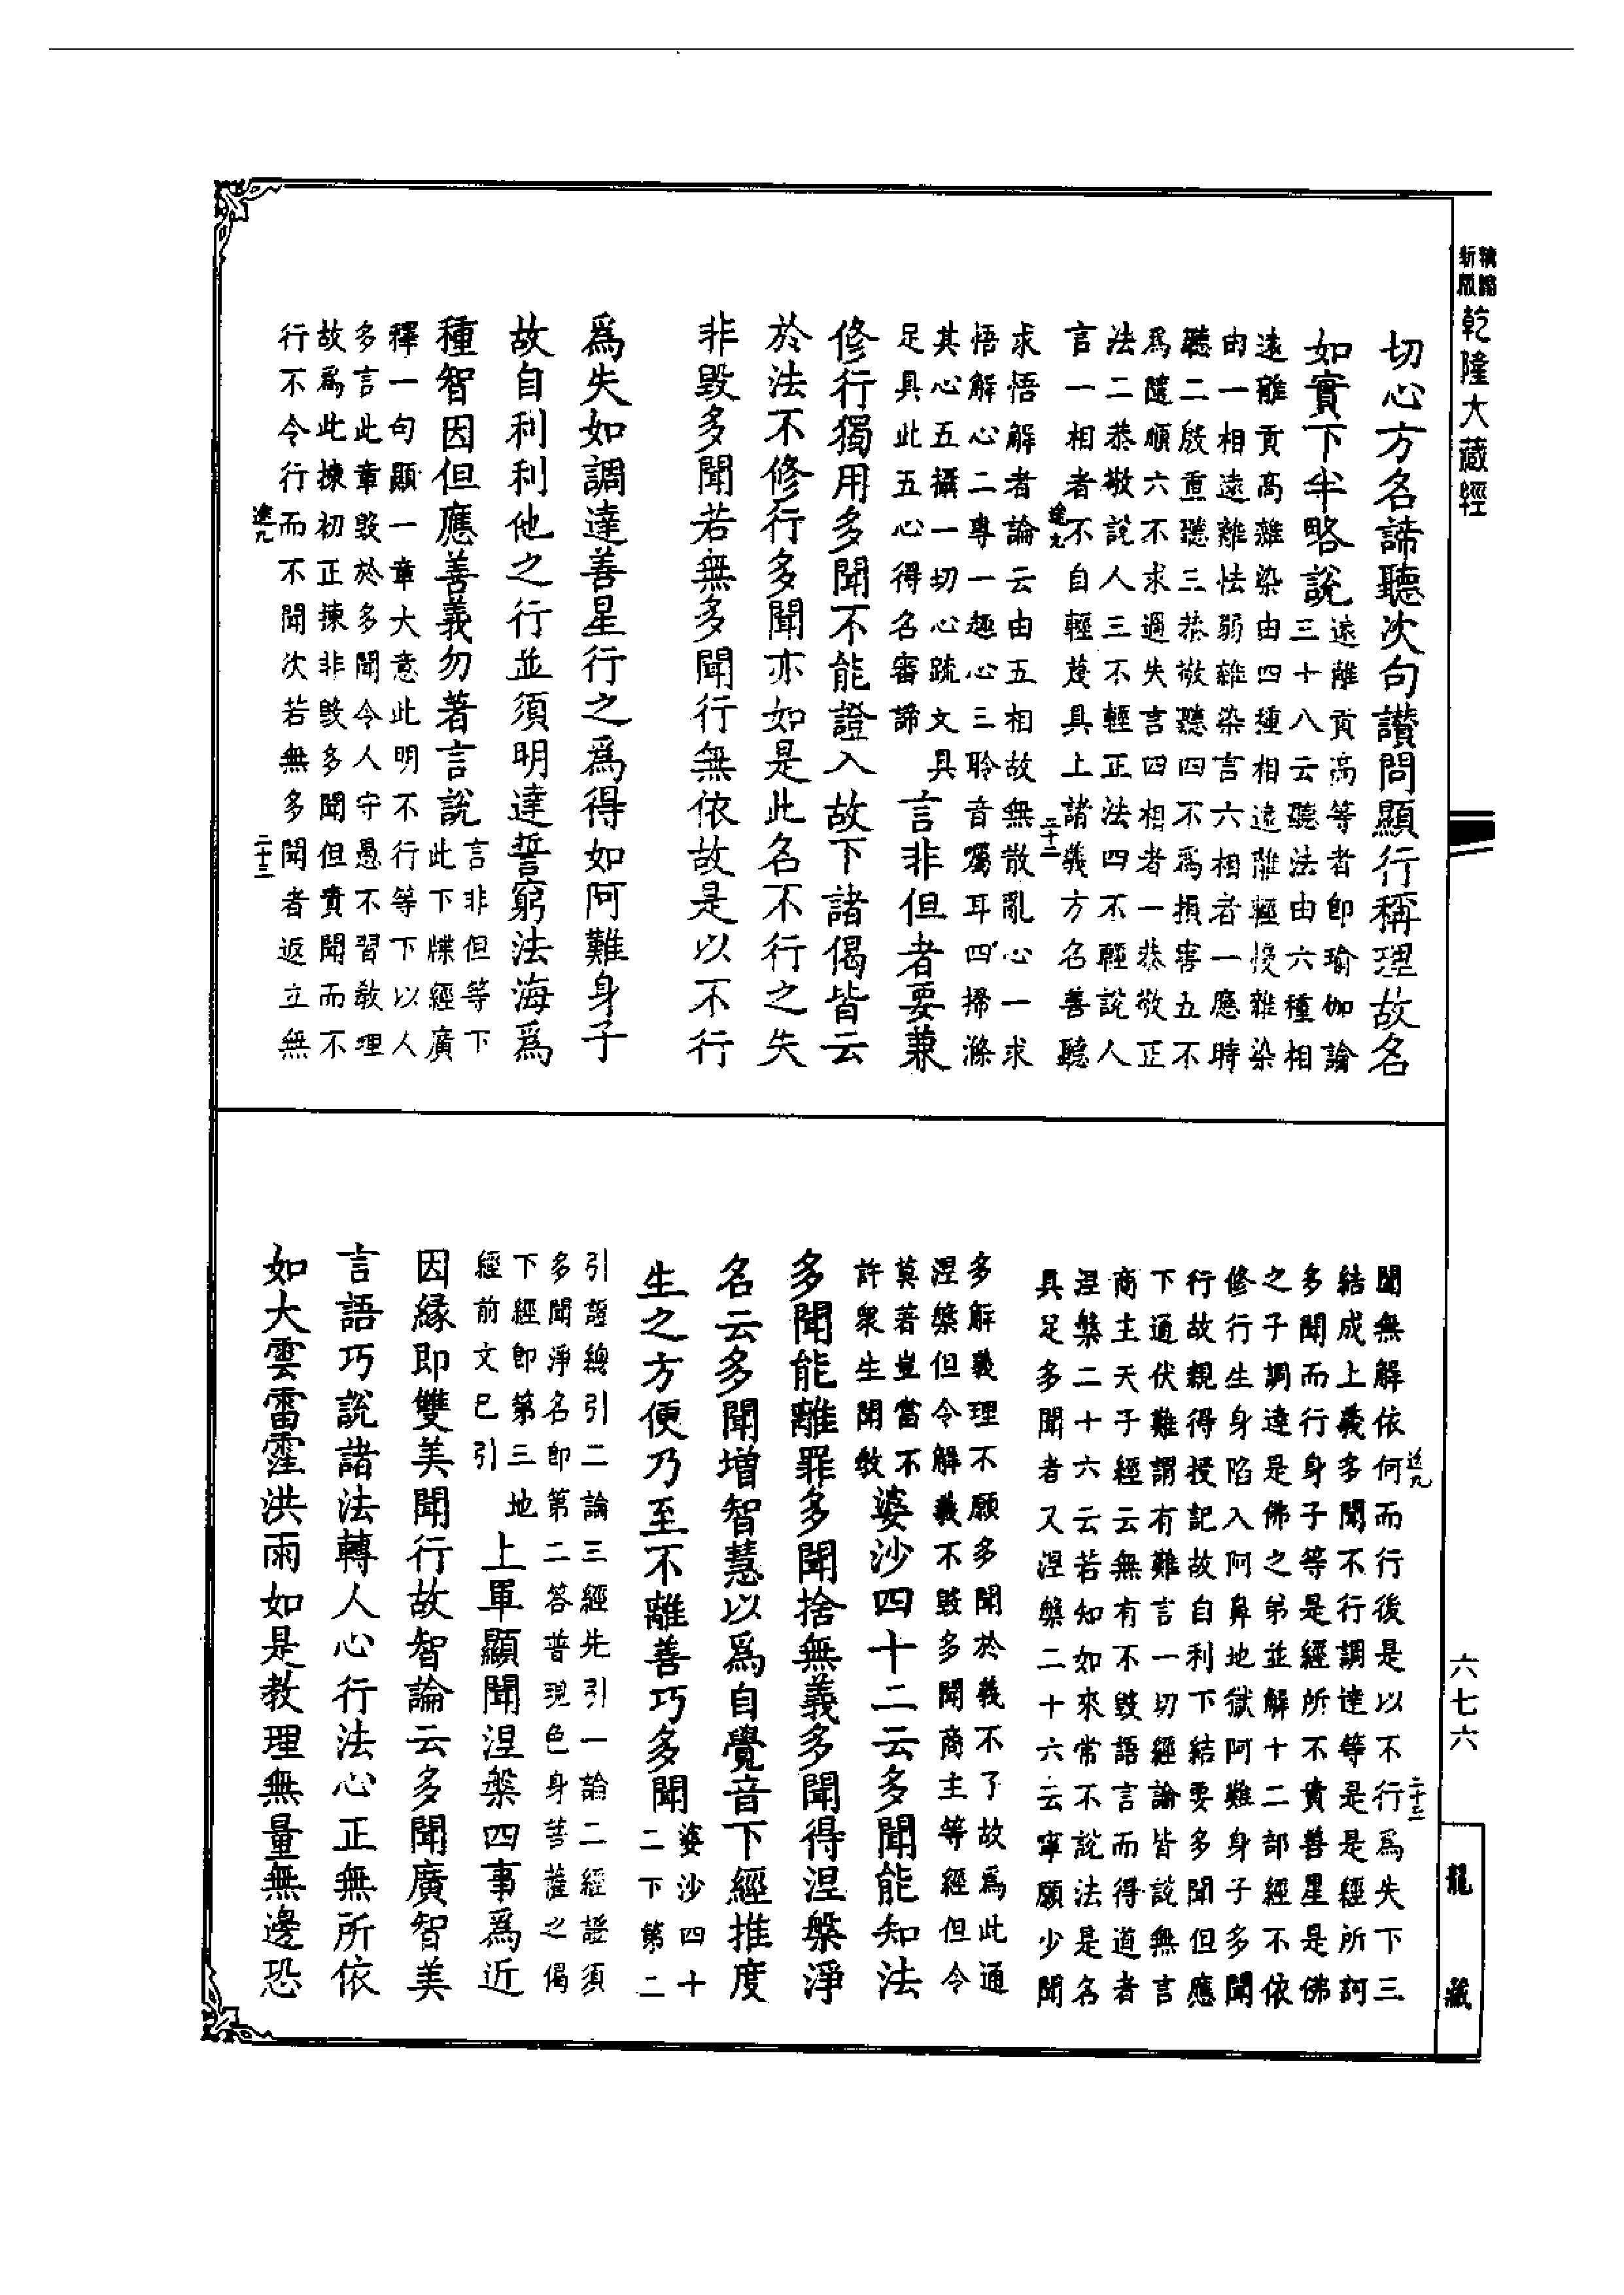 乾隆大藏經
切心方名諦聽次句讚問顯行稱理故名
如實下半略說
遠離貢高等者即瑜伽論
三十八云聽法由六種相
遠離貢高雜染由四種相遠離輕慢雜染
由一相遠離怯弱雜染言六相者一應時
聽二殷重聽三恭敬聽四不為損害五不
為隨順六不求過失言四相者一恭敬正
法二恭敬說人三不輕正法四不輕說人
言一相者不自輕蔑具上諸義方名善聽
途九 二十二
求悟解者論云由五相故無散亂心一求
悟解心二專一趣心三聆音屬耳四掃滌
其心五攝一切心疏文具
足具此五心得名審諦
言非但者要兼
修行獨用多聞不能證入故下諸偈皆云
於法不修行多聞亦如是此名不行之失
非毀多聞若無多聞行無依故是以不行
為失如調達善星行之為得如阿難身子
故自利利他之行並須明達誓窮法海為
種智因但應善義勿著言說
言非但等下
此下牒經廣
釋一句顯一章大意此明不行等下以人
多言此章毀於多聞令人守愚不習教理
故為此揀初正揀非毀多聞但貴聞而不
行不令行而不聞次若無多聞者返立無
途九 二十三
六七六
龍藏
途九 二十三
聞無解依何而行後是以不行為失下三
結成上義多聞不行調達等是是經所訶
多聞而行身子等是經所不責善星是佛
之子調達是佛之弟並解十二部經不依
修行生身陷入阿鼻地獄阿難身子多聞
行故親得授記故自利下結要多聞但應
下通伏難謂有難言一切經論皆說無言
商主天子經云無有不毀語言而得道者
涅槃二十六云若知如來常不說法是名
具足多聞者又涅槃二十六云寧願少聞
多解義理不願多聞於義不了故為此通
涅槃但令解義不毀多聞商主等經但令
莫著豈當不
許眾生聞教
婆沙四十二云多聞能知法
多聞能離罪多聞捨無義多聞得涅槃淨
名云多聞增智慧以為自覺音下經推度
生之方便乃至不離善巧多聞
婆沙四十
二下第二
引證總引二論三經先引一論二經證須
多聞淨名即第二答普現色身菩薩之偈
下經即第三地
經前文已引
上單顯聞涅槃四事為近
因緣即雙美聞行故智論云多聞廣智美
言語巧說諸法轉人心行法心正無所依
如大雲雷霔洪雨如是教理無量無邊恐